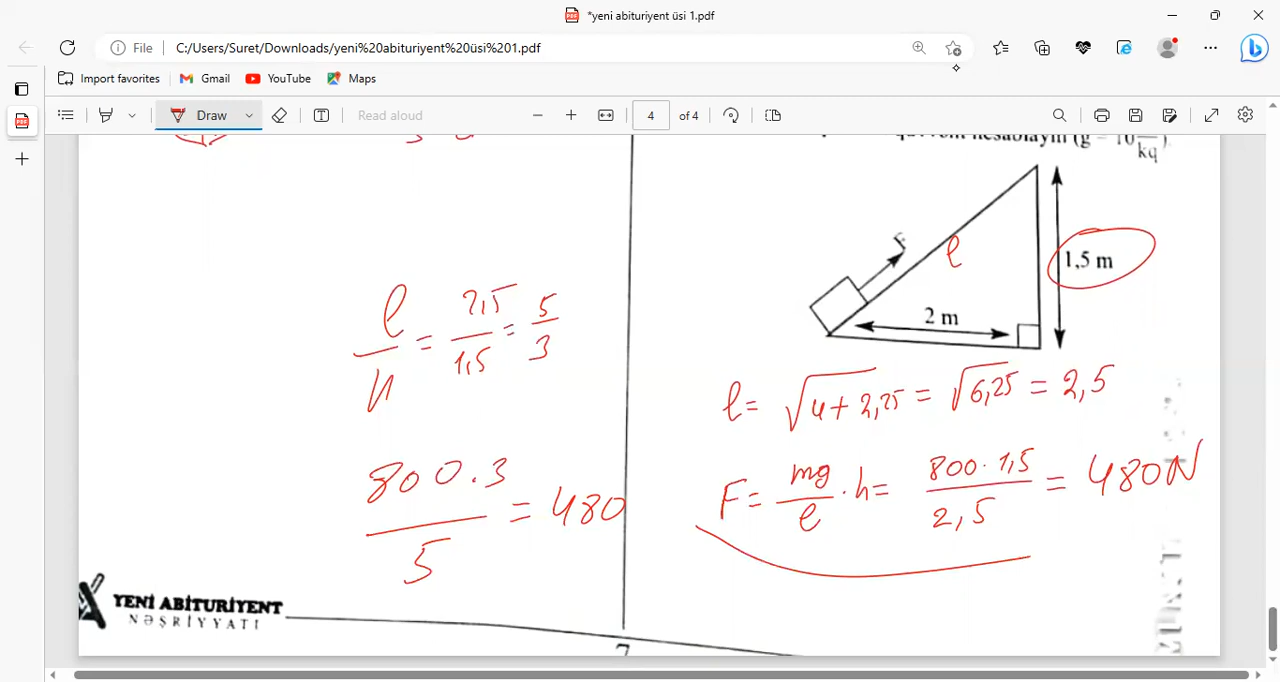 *yeni abituriyent üsi 1.pdf
File C:/Users/Suret/Downloads/yeni%20abituriyent%20üsi%201.pdf
Import favorites Gmail YouTube Maps
Draw Read aloud 4 of 4
hesablayın (g = 10
kq
F
ℓ
1,5 m
2 m
ℓ/h = 2,5/1,5 = 5/3
ℓ = √4+2,25 = √6,25 = 2,5
800·3/5 = 480
F = mg/ℓ · h = 800·1,5/2,5 = 480N
YENİ ABİTURİYENT
NƏŞRİYYATI
7